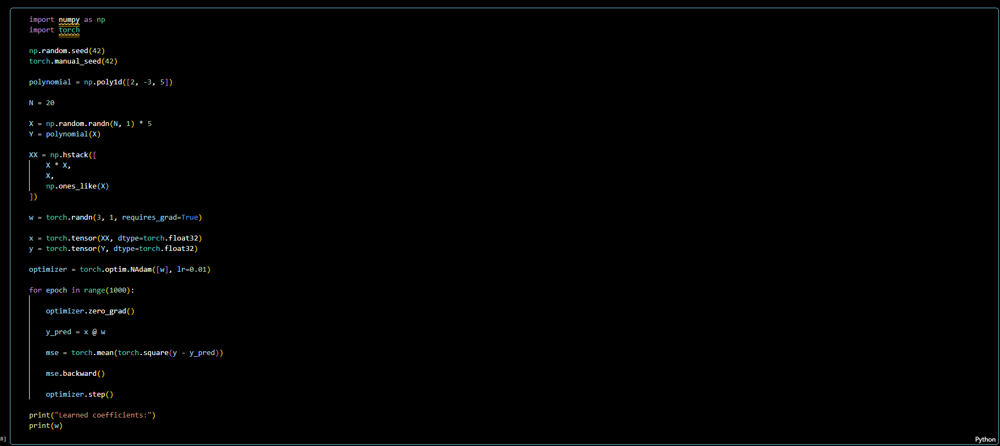 import numpy as np
import torch
np.random.seed(42)
torch.manual_seed(42)
polynomial = np.poly1d([2, -3, 5])
N = 20
X = np.random.randn(N, 1) * 5
Y = polynomial(X)
XX = np.hstack([
    X * X,
    X,
    np.ones_like(X)
])
w = torch.randn(3, 1, requires_grad=True)
x = torch.tensor(XX, dtype=torch.float32)
y = torch.tensor(Y, dtype=torch.float32)
optimizer = torch.optim.NAdam([w], lr=0.01)
for epoch in range(1000):
    optimizer.zero_grad()
    y_pred = x @ w
    mse = torch.mean(torch.square(y - y_pred))
    mse.backward()
    optimizer.step()
print("Learned coefficients:")
print(w)
8]
Python